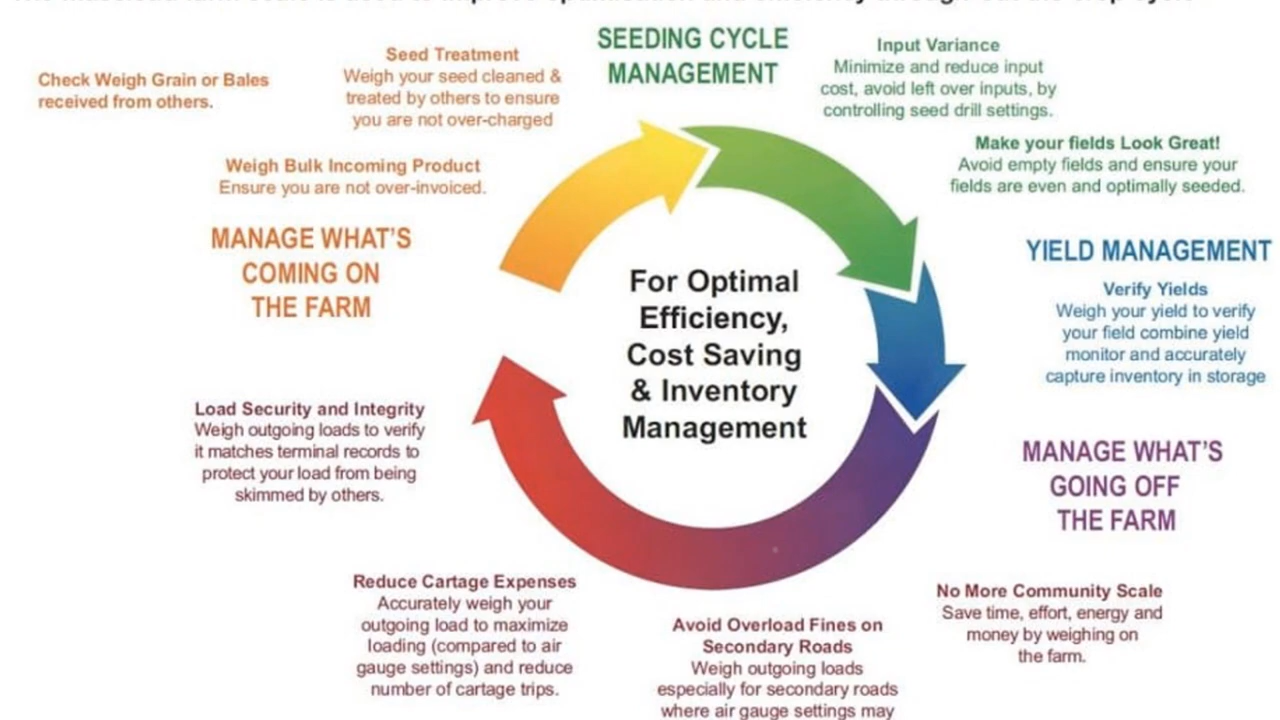 SEEDING CYCLE
MANAGEMENT
Check Weigh Grain or Bales
received from others.
Seed Treatment
Weigh your seed cleaned &
treated by others to ensure
you are not over-charged
Input Variance
Minimize and reduce input
cost, avoid left over inputs, by
controlling seed drill settings.
Weigh Bulk Incoming Product
Ensure you are not over-invoiced.
Make your fields Look Great!
Avoid empty fields and ensure your
fields are even and optimally seeded.
MANAGE WHAT'S
COMING ON
THE FARM
YIELD MANAGEMENT
Verify Yields
Weigh your yield to verify
your field combine yield
monitor and accurately
capture inventory in storage
For Optimal
Efficiency,
Cost Saving
& Inventory
Management
Load Security and Integrity
Weigh outgoing loads to verify
it matches terminal records to
protect your load from being
skimmed by others.
MANAGE WHAT'S
GOING OFF
THE FARM
Reduce Cartage Expenses
Accurately weigh your
outgoing load to maximize
loading (compared to air
gauge settings) and reduce
number of cartage trips.
Avoid Overload Fines on
Secondary Roads
Weigh outgoing loads
especially for secondary roads
where air gauge settings may
No More Community Scale
Save time, effort, energy and
money by weighing on
the farm.